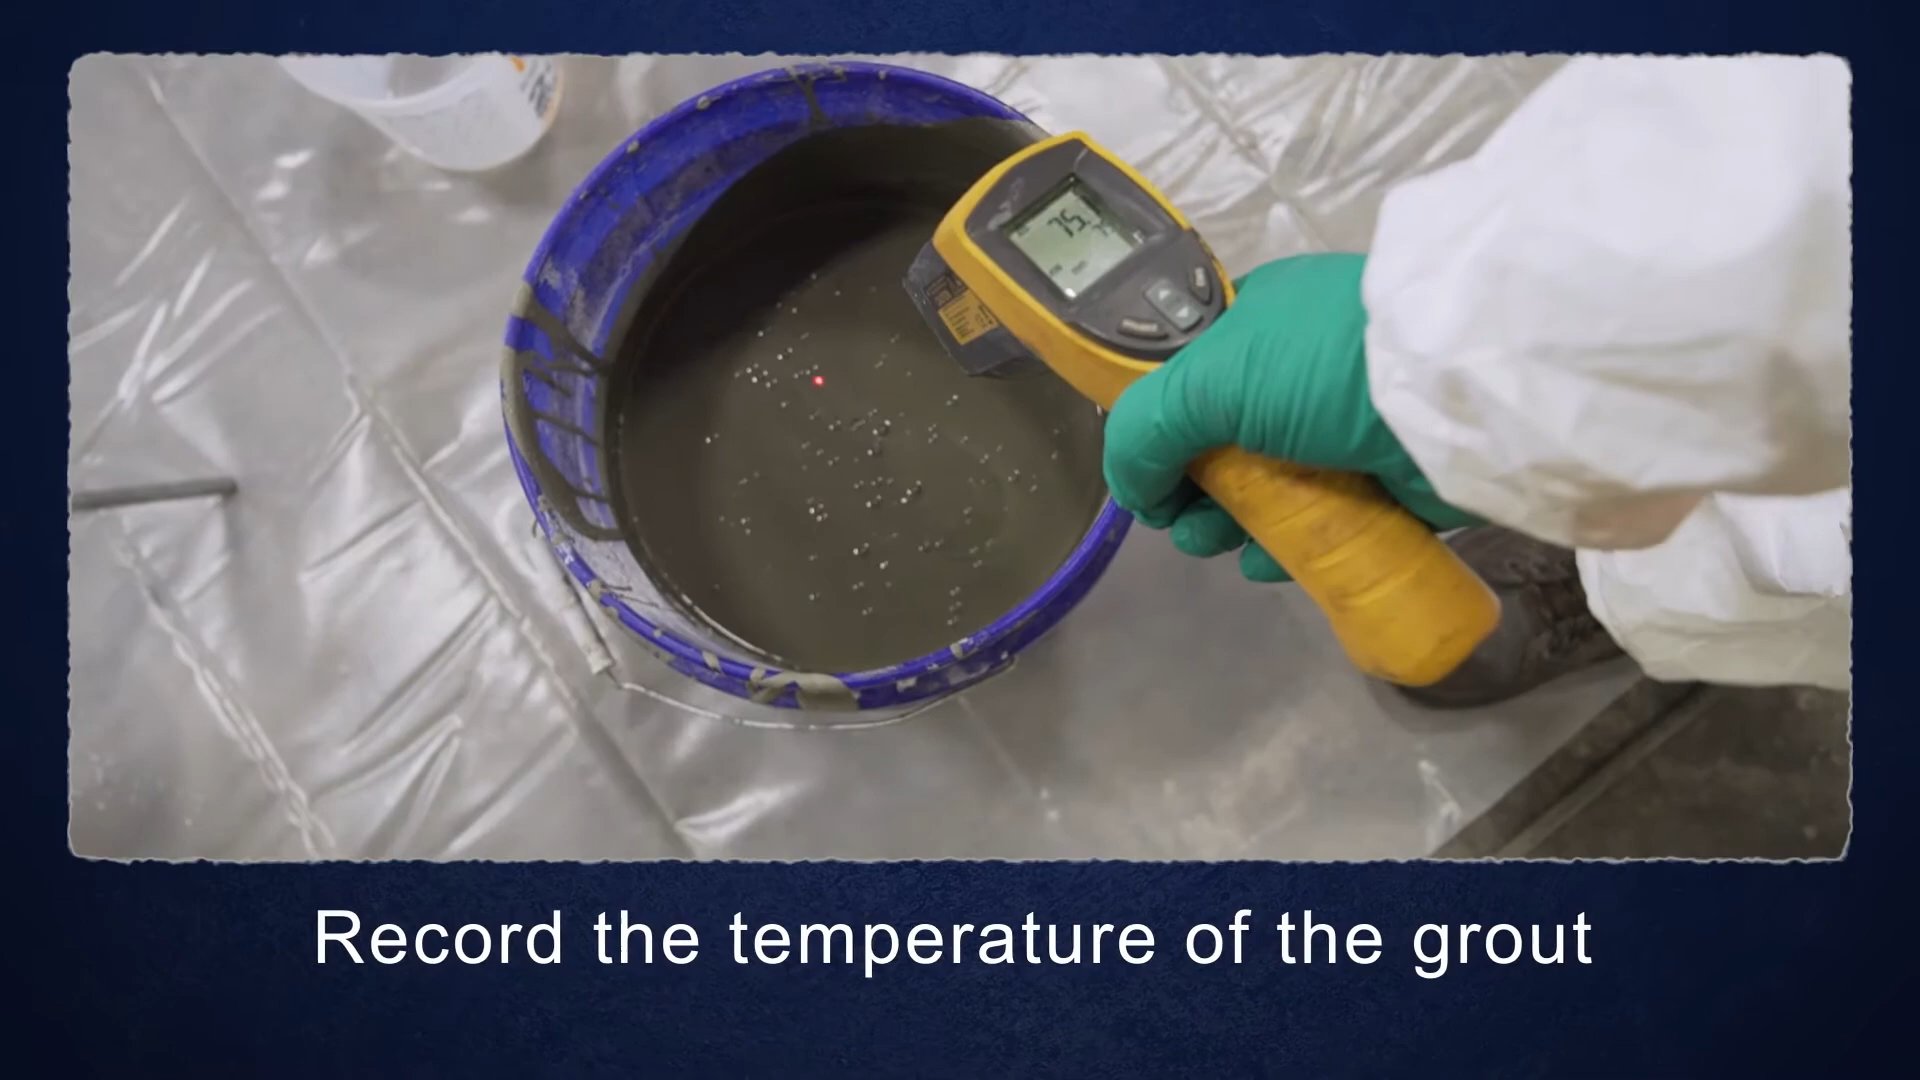 75.
Record the temperature of the grout